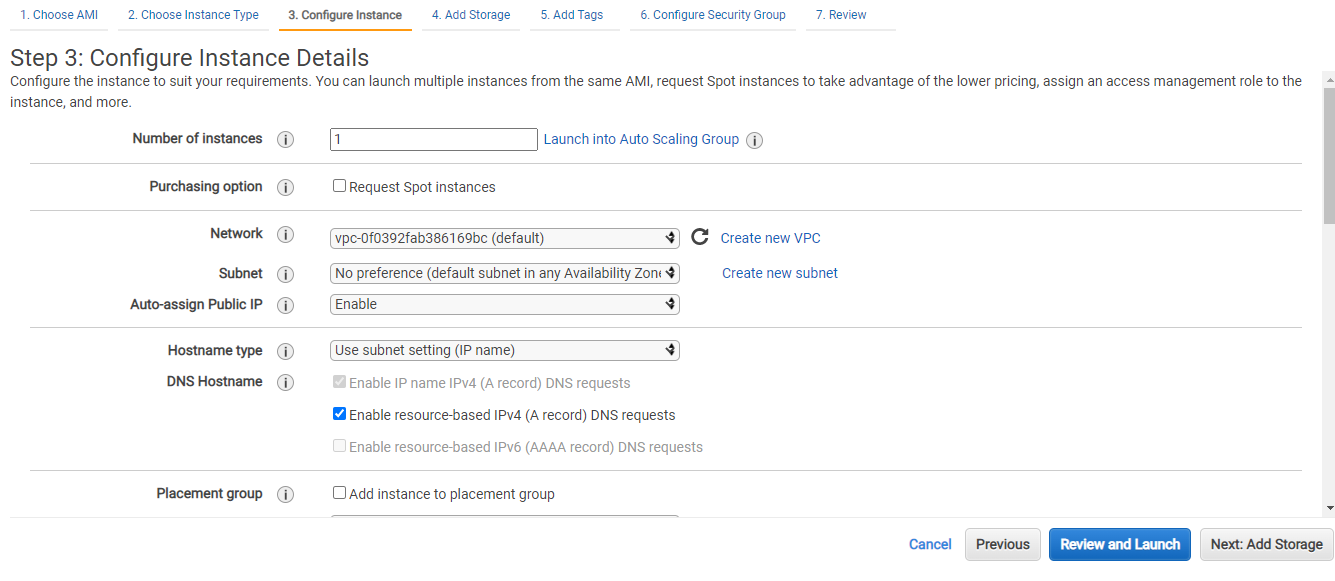 1. Choose AMI 2. Choose Instance Type 3. Configure Instance 4. Add Storage 5. Add Tags 6. Configure Security Group 7. Review
Step 3: Configure Instance Details
Configure the instance to suit your requirements. You can launch multiple instances from the same AMI, request Spot instances to take advantage of the lower pricing, assign an access management role to the
instance, and more.
Number of instances i 1 Launch into Auto Scaling Group i
Purchasing option i Request Spot instances
Network i vpc-0f0392fab386169bc (default) Create new VPC
Subnet i No preference (default subnet in any Availability Zone Create new subnet
Auto-assign Public IP i Enable
Hostname type i Use subnet setting (IP name)
DNS Hostname i Enable IP name IPv4 (A record) DNS requests
Enable resource-based IPv4 (A record) DNS requests
Enable resource-based IPv6 (AAAA record) DNS requests
Placement group i Add instance to placement group
Cancel Previous Review and Launch Next: Add Storage